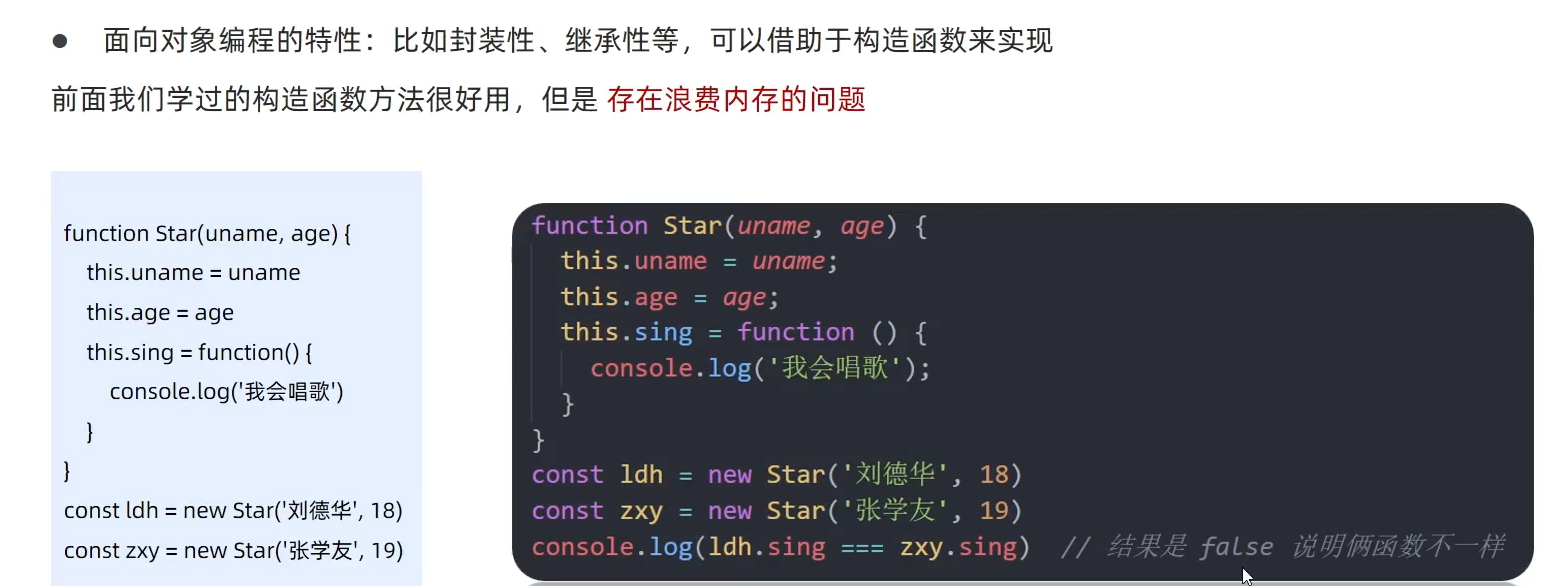 ● 面向对象编程的特性：比如封装性、继承性等，可以借助于构造函数来实现
前面我们学过的构造函数方法很好用，但是 存在浪费内存的问题
function Star(uname, age) {
this.uname = uname
this.age = age
this.sing = function() {
console.log('我会唱歌')
}
}
const ldh = new Star('刘德华', 18)
const zxy = new Star('张学友', 19)
function Star(uname, age) {
this.uname = uname;
this.age = age;
this.sing = function () {
console.log('我会唱歌');
}
}
const ldh = new Star('刘德华', 18)
const zxy = new Star('张学友', 19)
console.log(ldh.sing === zxy.sing) // 结果是 false 说明俩函数不一样